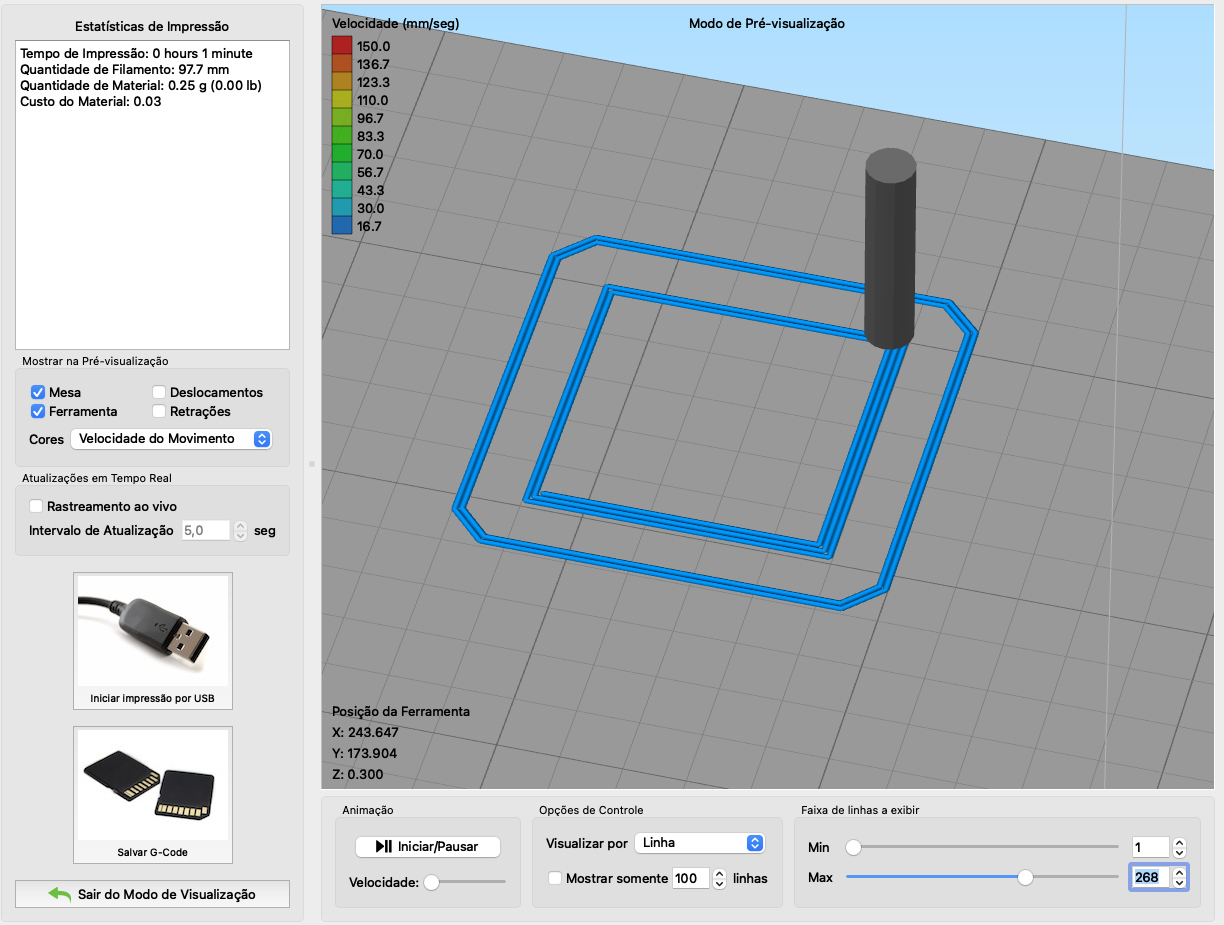 Estatísticas de Impressão
Tempo de Impressão: 0 hours 1 minute
Quantidade de Filamento: 97.7 mm
Quantidade de Material: 0.25 g (0.00 lb)
Custo do Material: 0.03
Mostrar na Pré-visualização
Mesa
Deslocamentos
Ferramenta
Retrações
Cores
Velocidade do Movimento
Atualizações em Tempo Real
Rastreamento ao vivo
Intervalo de Atualização 5,0 seg
Iniciar impressão por USB
Salvar G-Code
Sair do Modo de Visualização
Velocidade (mm/seg)
150.0
136.7
123.3
110.0
96.7
83.3
70.0
56.7
43.3
30.0
16.7
Modo de Pré-visualização
Posição da Ferramenta
X: 243.647
Y: 173.904
Z: 0.300
Animação
Iniciar/Pausar
Velocidade:
Opções de Controle
Visualizar por Linha
Mostrar somente 100 linhas
Faixa de linhas a exibir
Min 1
Max 268